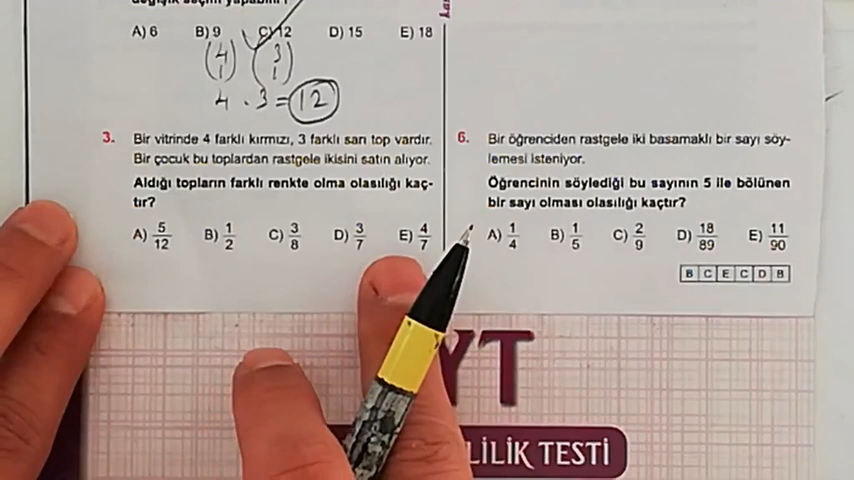 değişik seçim yapabilir?
A) 6 B) 9 C) 12 D) 15 E) 18
(4 1) (3 1)
4 · 3 = 12
3. Bir vitrinde 4 farklı kırmızı, 3 farklı sarı top vardır.
Bir çocuk bu toplardan rastgele ikisini satın alıyor.
Aldığı topların farklı renkte olma olasılığı kaç-
tır?
A) 5/12 B) 1/2 C) 3/8 D) 3/7 E) 4/7
6. Bir öğrenciden rastgele iki basamaklı bir sayı söy-
lemesi isteniyor.
Öğrencinin söylediği bu sayının 5 ile bölünen
bir sayı olması olasılığı kaçtır?
A) 1/4 B) 1/5 C) 2/9 D) 18/89 E) 11/90
B C E C D B
YT
LİLİK TESTİ